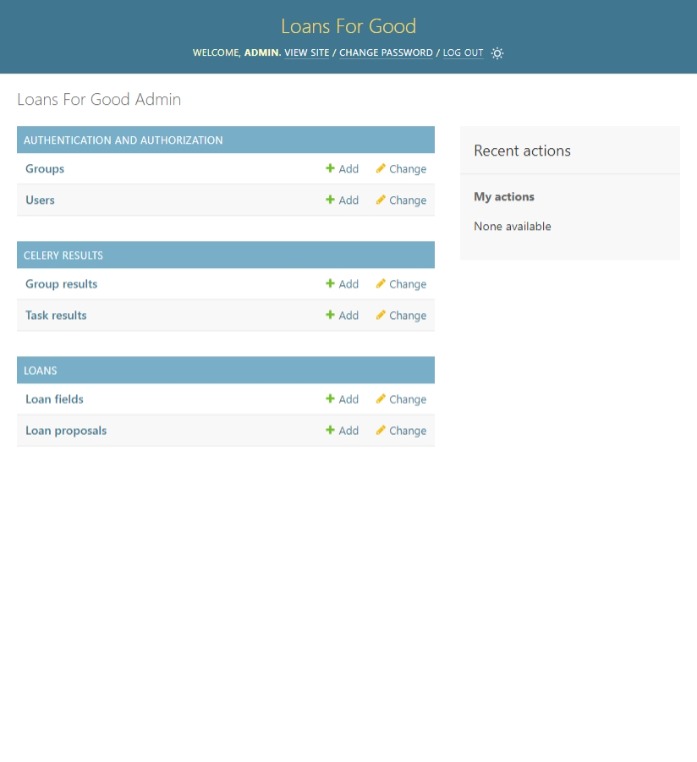 Loans For Good
WELCOME, ADMIN. VIEW SITE / CHANGE PASSWORD / LOG OUT
Loans For Good Admin
AUTHENTICATION AND AUTHORIZATION
Groups Add Change
Users Add Change
CELERY RESULTS
Group results Add Change
Task results Add Change
LOANS
Loan fields Add Change
Loan proposals Add Change
Recent actions
My actions
None available